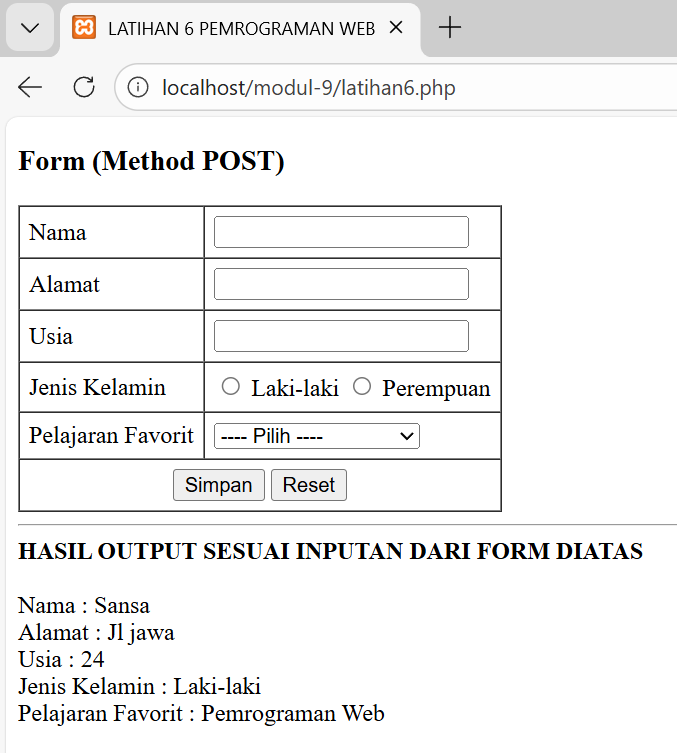 LATIHAN 6 PEMROGRAMAN WEB
localhost/modul-9/latihan6.php
Form (Method POST)
Nama
Alamat
Usia
Jenis Kelamin Laki-laki Perempuan
Pelajaran Favorit ---- Pilih ----
Simpan Reset
HASIL OUTPUT SESUAI INPUTAN DARI FORM DIATAS
Nama : Sansa
Alamat : Jl jawa
Usia : 24
Jenis Kelamin : Laki-laki
Pelajaran Favorit : Pemrograman Web